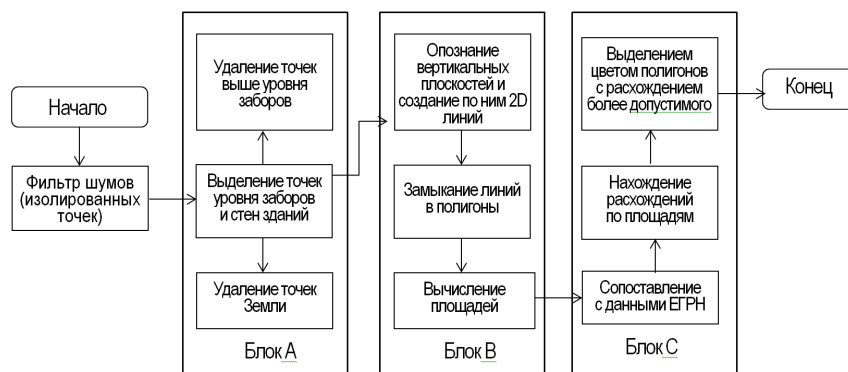 Начало
Фильтр шумов
(изолированных
точек)
Удаление точек
выше уровня
заборов
Выделение точек
уровня заборов
и стен зданий
Удаление точек
Земли
Блок А
Опознание
вертикальных
плоскостей и
создание по ним 2D
линий
Замыкание линий
в полигоны
Вычисление
площадей
Блок В
Выделением
цветом полигонов
с расхождением
более допустимого
Нахождение
расхождений
по площадям
Сопоставление
с данными ЕГРН
Блок С
Конец